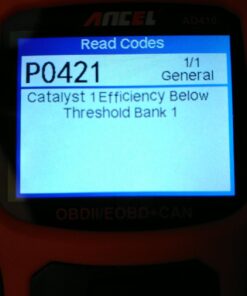 ANCEL
AD410
Read Codes
P0421
1/1
General
Catalyst 1 Efficiency Below
Threshold Bank 1
OBDII/EOBD+CAN